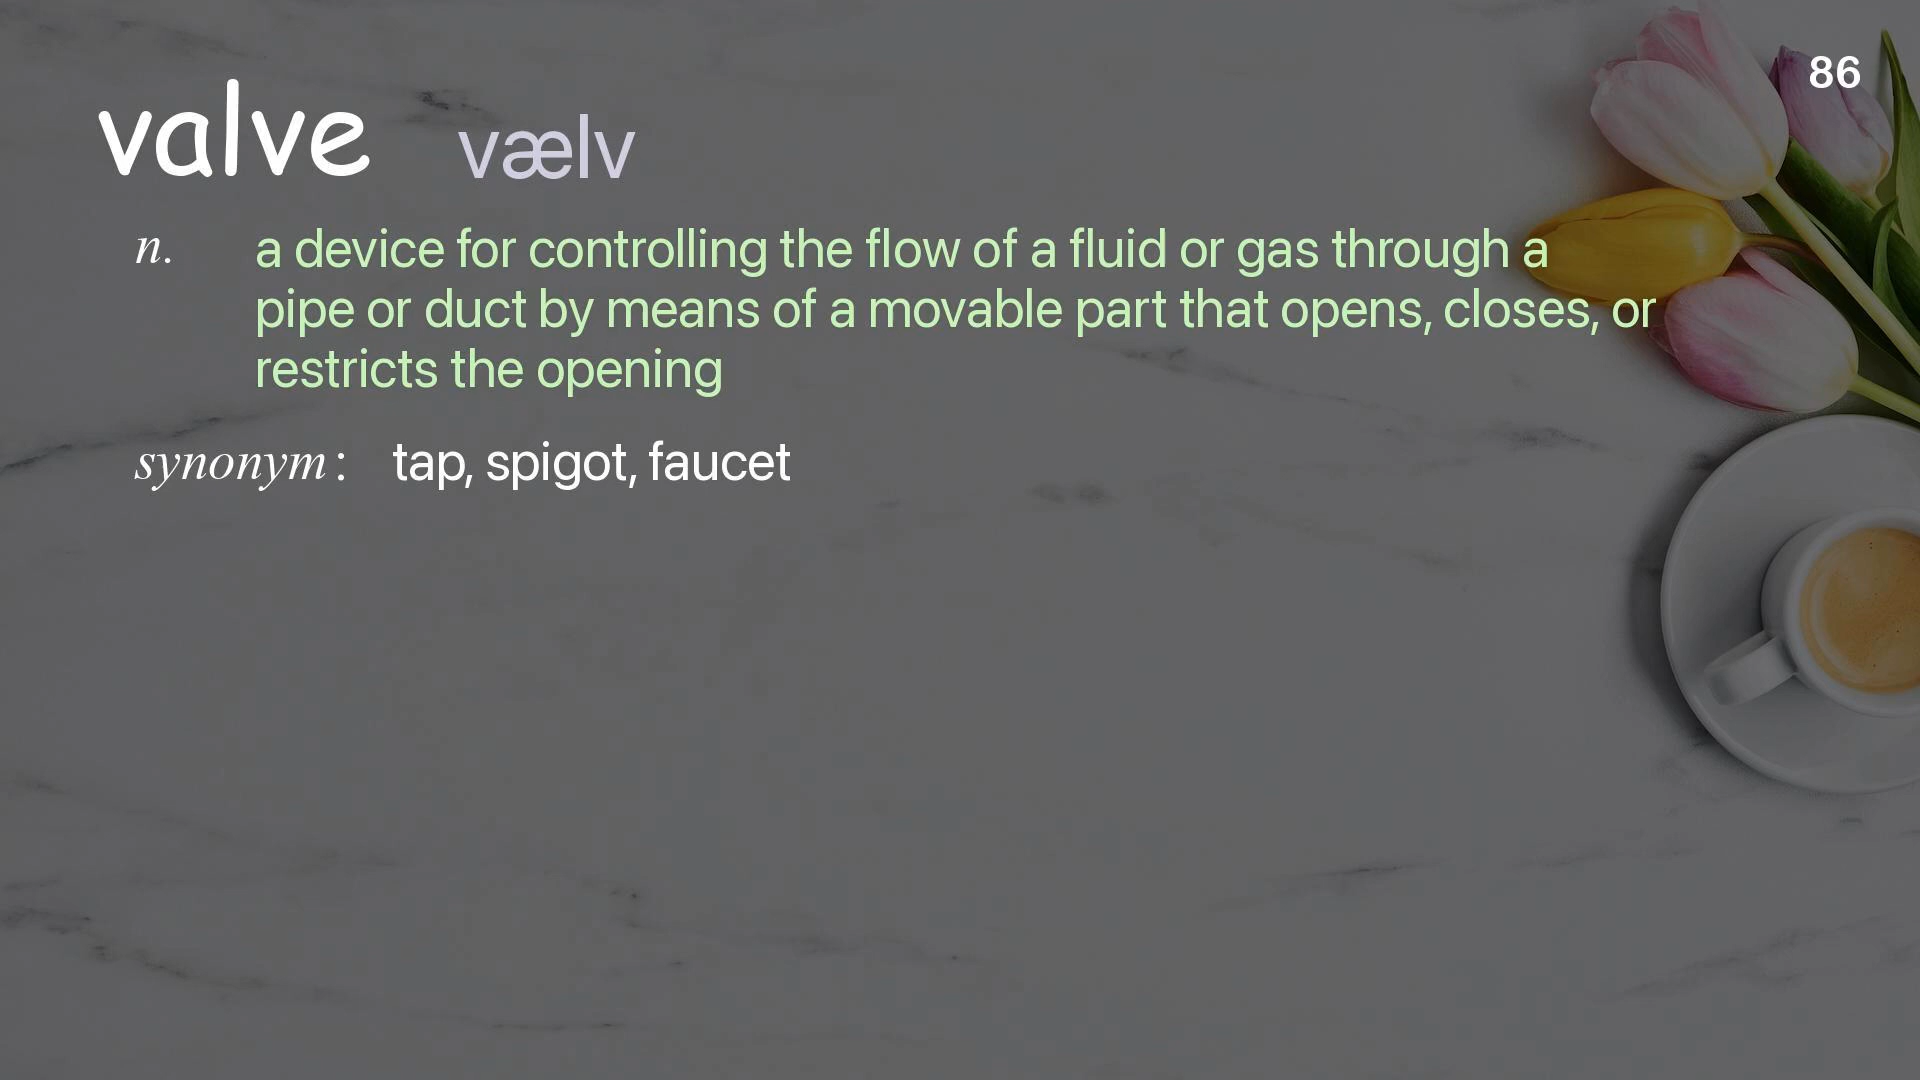 86
valve vælv
n. a device for controlling the flow of a fluid or gas through a
pipe or duct by means of a movable part that opens, closes, or
restricts the opening
synonym: tap, spigot, faucet